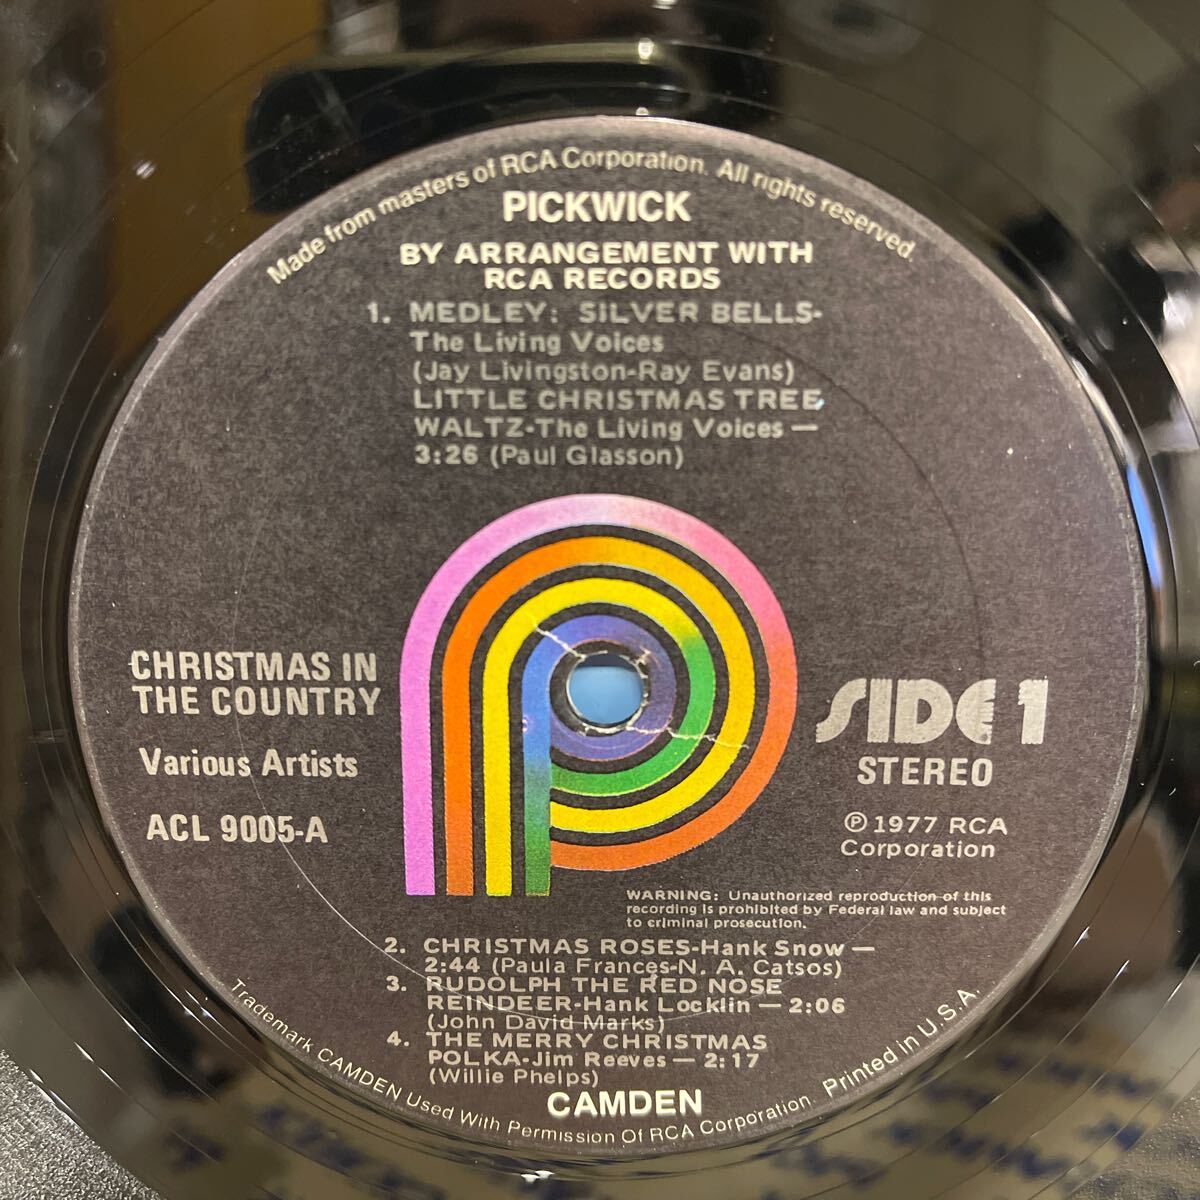 Made from masters of RCA Corporation. All rights reserved.
PICKWICK
BY ARRANGEMENT WITH
RCA RECORDS
1. MEDLEY: SILVER BELLS-
The Living Voices
(Jay Livingston-Ray Evans)
LITTLE CHRISTMAS TREE
WALTZ-The Living Voices —
3:26 (Paul Glasson)
CHRISTMAS IN
THE COUNTRY
Various Artists
ACL 9005-A
SIDE 1
STEREO
Ⓟ 1977 RCA
Corporation
WARNING: Unauthorized reproduction of this
recording is prohibited by Federal law and subject
to criminal prosecution.
2. CHRISTMAS ROSES-Hank Snow —
2:44 (Paula Frances-N. A. Catsos)
3. RUDOLPH THE RED NOSE
REINDEER-Hank Locklin — 2:06
(John David Marks)
4. THE MERRY CHRISTMAS
POLKA-Jim Reeves — 2:17
(Willie Phelps)
CAMDEN
Trademark CAMDEN Used With Permission Of RCA Corporation. Printed in U.S.A.